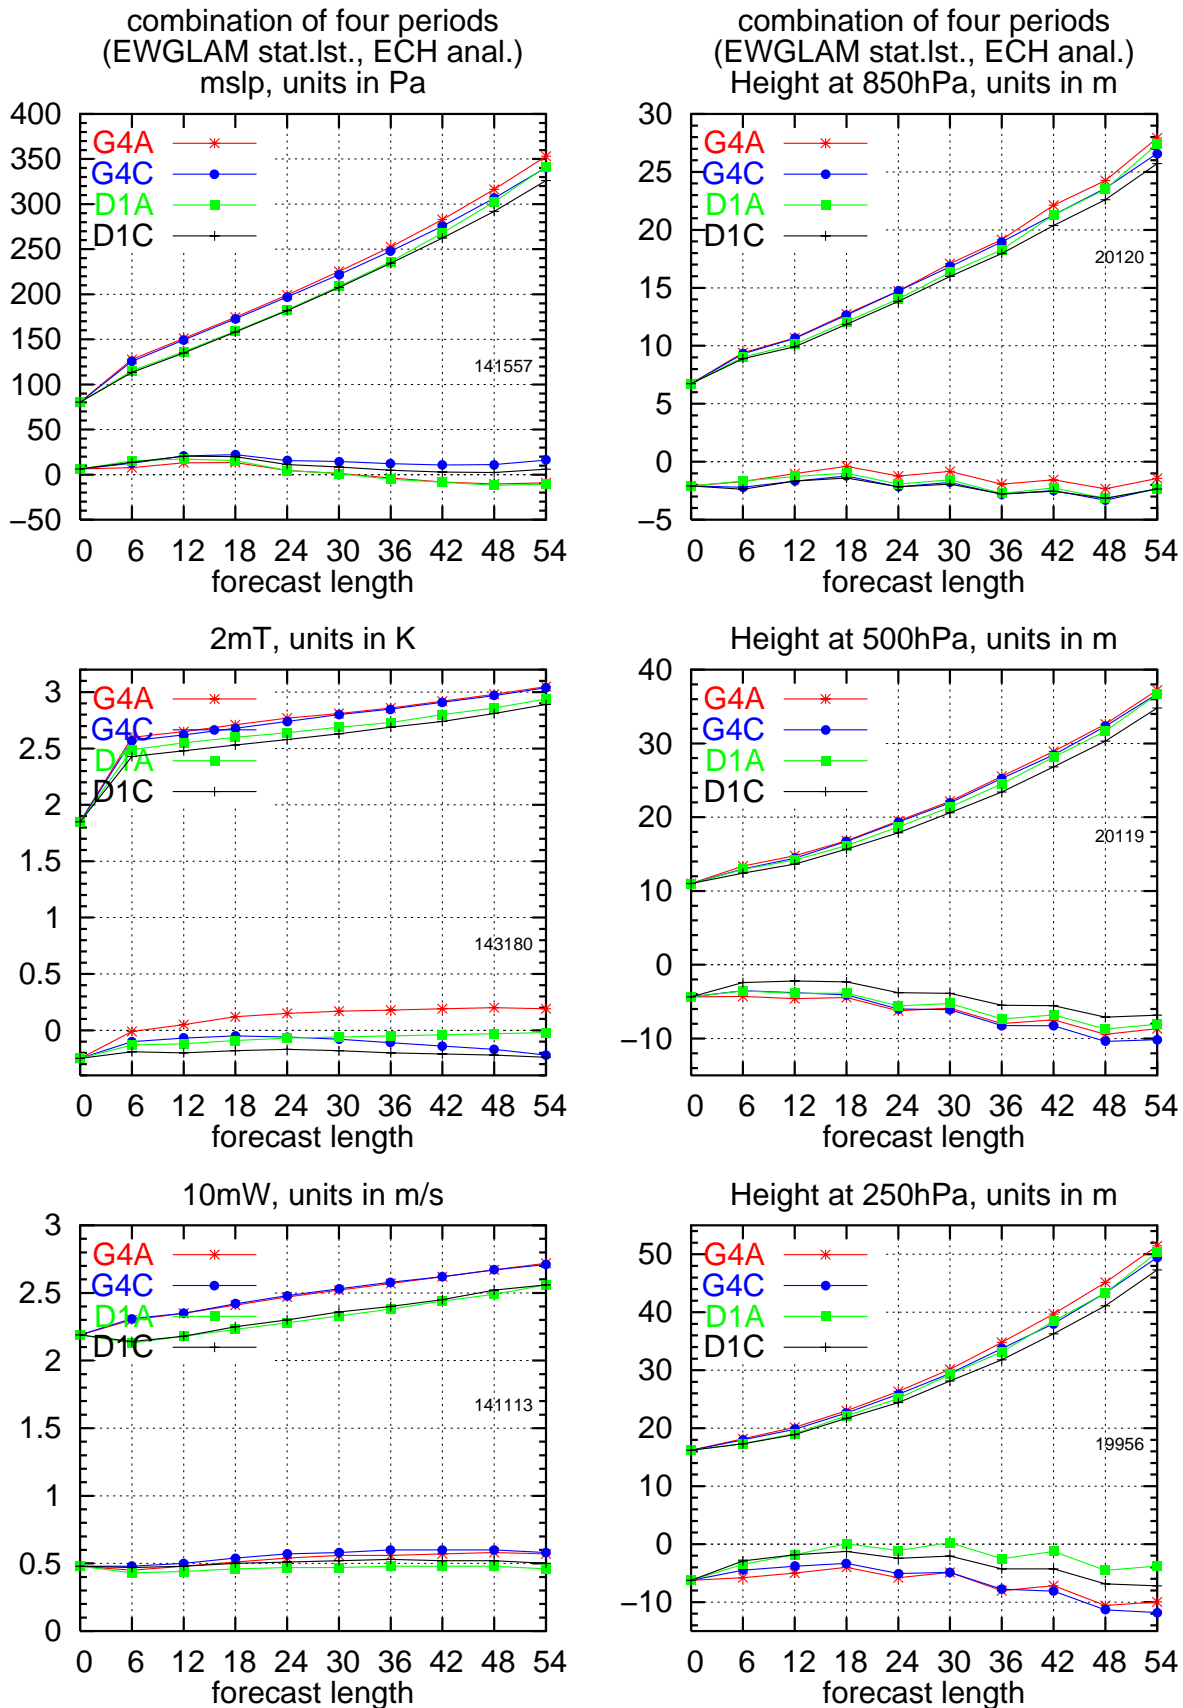 combination of four periods
(EWGLAM stat.lst., ECH anal.)
mslp, units in Pa
400
350
300
250
200
150
100
50
0
−50
G4A
G4C
D1A
D1C
141557
0 6 12 18 24 30 36 42 48 54
forecast length
combination of four periods
(EWGLAM stat.lst., ECH anal.)
Height at 850hPa, units in m
30
25
20
15
10
5
0
−5
G4A
G4C
D1A
D1C
20120
0 6 12 18 24 30 36 42 48 54
forecast length
2mT, units in K
3
2.5
2
1.5
1
0.5
0
G4A
G4C
D1A
D1C
143180
0 6 12 18 24 30 36 42 48 54
forecast length
Height at 500hPa, units in m
40
30
20
10
0
−10
G4A
G4C
D1A
D1C
20119
0 6 12 18 24 30 36 42 48 54
forecast length
10mW, units in m/s
3
2.5
2
1.5
1
0.5
0
G4A
G4C
D1A
D1C
141113
0 6 12 18 24 30 36 42 48 54
forecast length
Height at 250hPa, units in m
50
40
30
20
10
0
−10
G4A
G4C
D1A
D1C
19956
0 6 12 18 24 30 36 42 48 54
forecast length